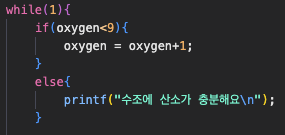 while(1){
if(oxygen<9){
oxygen = oxygen+1;
}
else{
printf("수조에 산소가 충분해요\n");
}